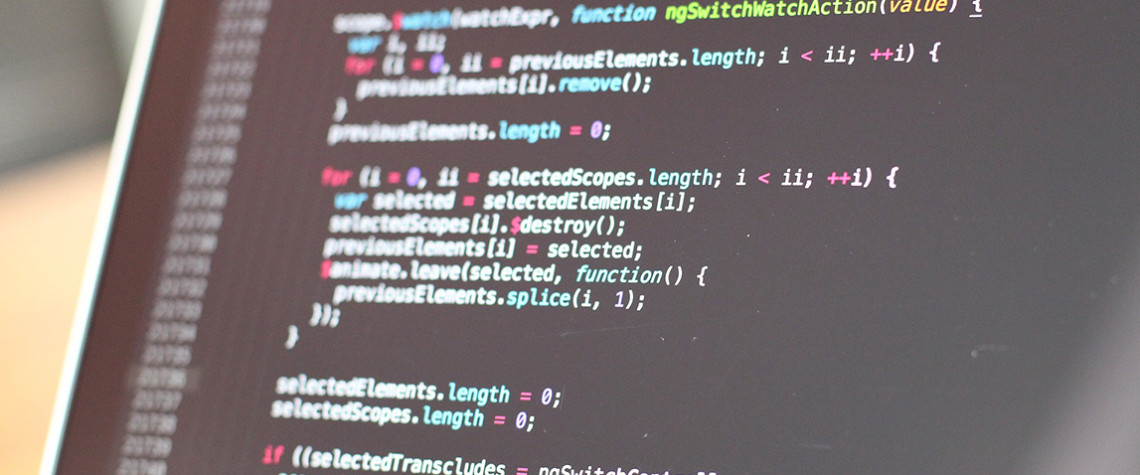 scope.$watch(watchExpr, function ngSwitchWatchAction(value) {
var i, ii;
for (i = 0, ii = previousElements.length; i < ii; ++i) {
previousElements[i].remove();
}
previousElements.length = 0;
for (i = 0, ii = selectedScopes.length; i < ii; ++i) {
var selected = selectedElements[i];
selectedScopes[i].$destroy();
previousElements[i] = selected;
$animate.leave(selected, function() {
previousElements.splice(i, 1);
});
}
selectedElements.length = 0;
selectedScopes.length = 0;
if ((selectedTranscludes =